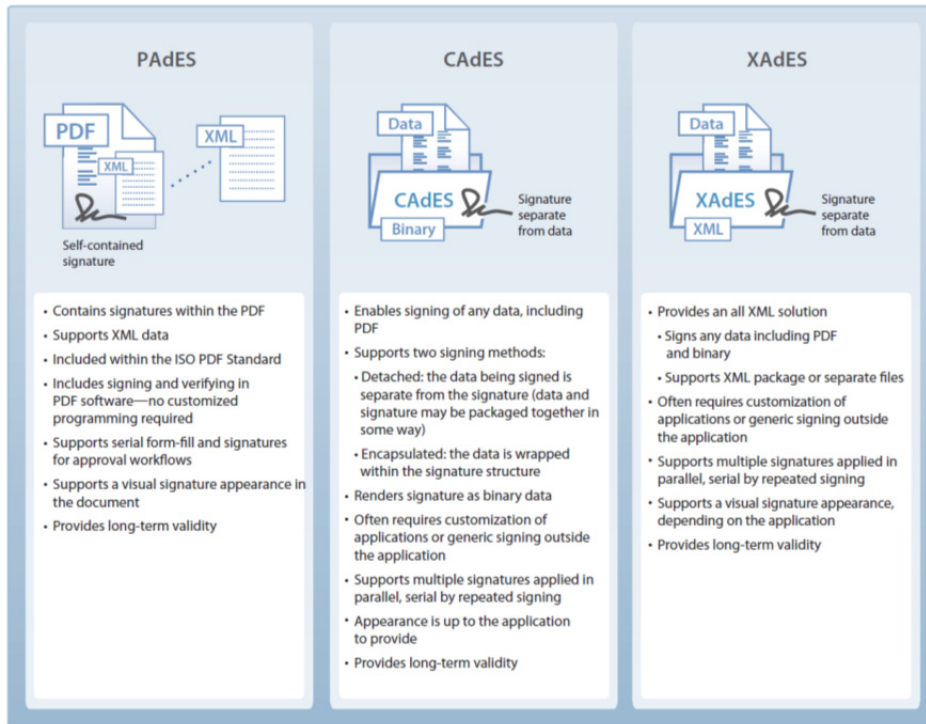 PAdES
PDF
XML
XML
Self-contained
signature
• Contains signatures within the PDF
• Supports XML data
• Included within the ISO PDF Standard
• Includes signing and verifying in
PDF software—no customized
programming required
• Supports serial form-fill and signatures
for approval workflows
• Supports a visual signature appearance in
the document
• Provides long-term validity
CAdES
Data
CAdES
Binary
Signature
separate
from data
• Enables signing of any data, including
PDF
• Supports two signing methods:
• Detached: the data being signed is
separate from the signature (data and
signature may be packaged together in
some way)
• Encapsulated: the data is wrapped
within the signature structure
• Renders signature as binary data
• Often requires customization of
applications or generic signing outside
the application
• Supports multiple signatures applied in
parallel, serial by repeated signing
• Appearance is up to the application
to provide
• Provides long-term validity
XAdES
Data
XAdES
XML
Signature
separate
from data
• Provides an all XML solution
• Signs any data including PDF
and binary
• Supports XML package or separate files
• Often requires customization of
applications or generic signing outside
the application
• Supports multiple signatures applied in
parallel, serial by repeated signing
• Supports a visual signature appearance,
depending on the application
• Provides long-term validity